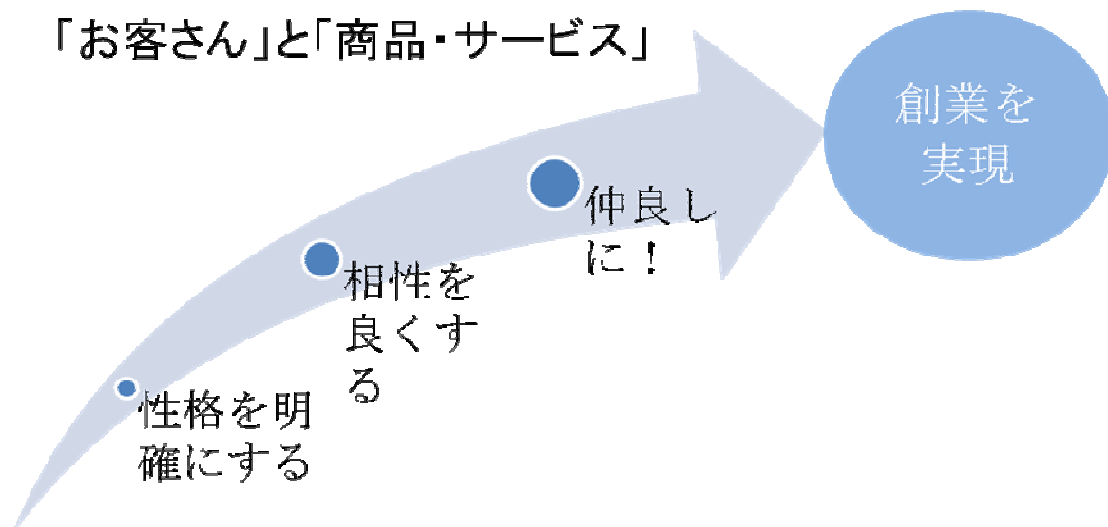 「お客さん」と「商品・サービス」
創業を
実現
仲良し
に！
相性を
良くす
る
性格を明
確にする